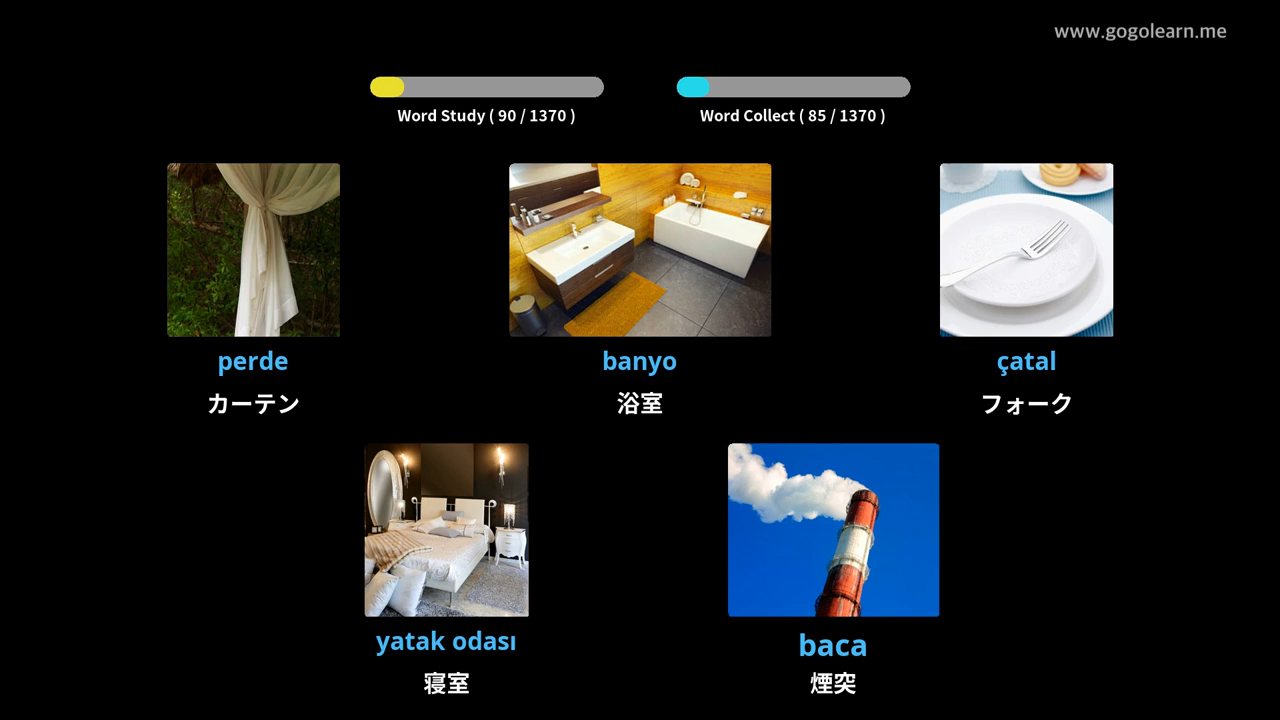 www.gogolearn.me
Word Study ( 90 / 1370 )
Word Collect ( 85 / 1370 )
perde
banyo
çatal
カーテン
浴室
フォーク
yatak odası
baca
寝室
煙突